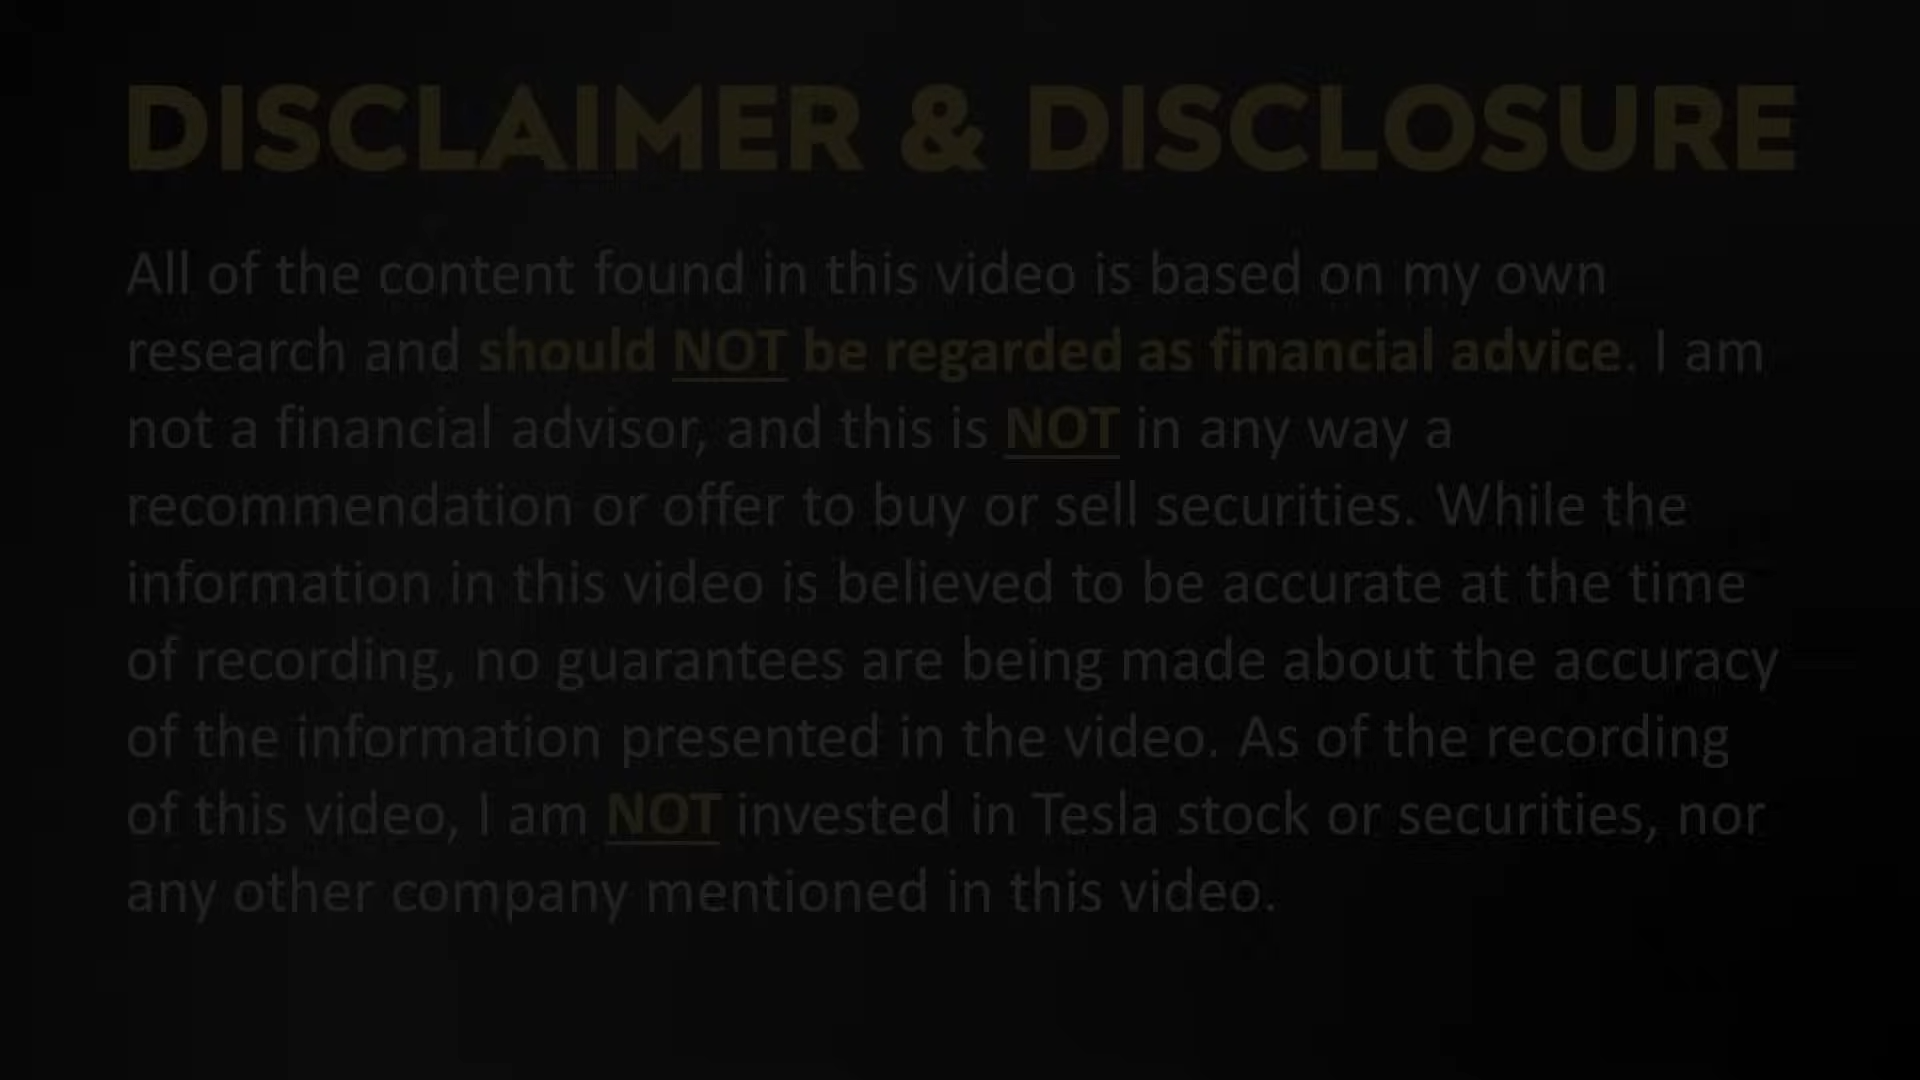 DISCLAIMER & DISCLOSURE
All of the content found in this video is based on my own
research and should NOT be regarded as financial advice. I am
not a financial advisor, and this is NOT in any way a
recommendation or offer to buy or sell securities. While the
information in this video is believed to be accurate at the time
of recording, no guarantees are being made about the accuracy
of the information presented in the video. As of the recording
of this video, I am NOT invested in Tesla stock or securities, nor
any other company mentioned in this video.